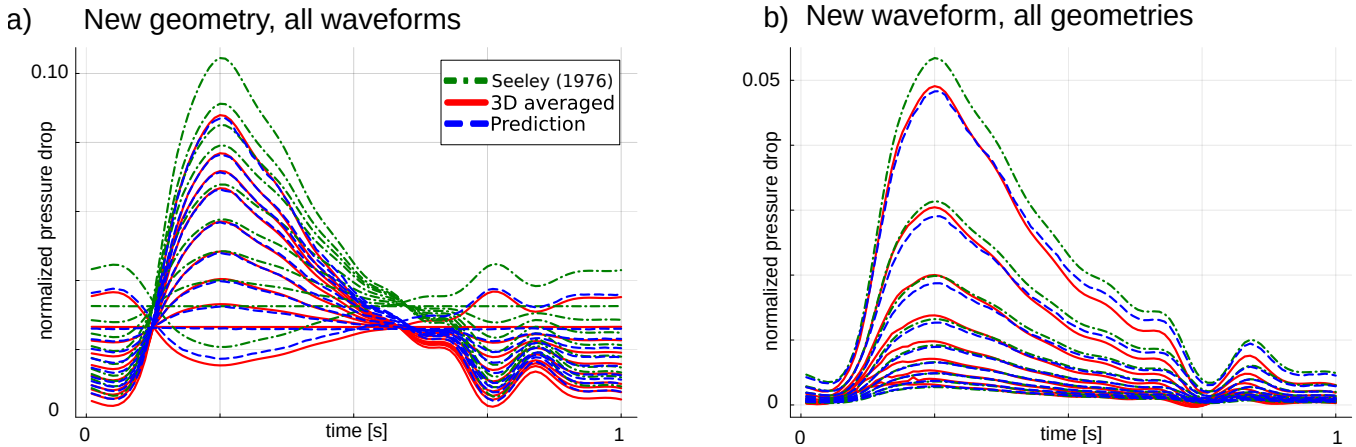 a) New geometry, all waveforms
0.10
normalized pressure drop
0
Seeley (1976)
3D averaged
Prediction
0
time [s]
1
b) New waveform, all geometries
0.05
normalized pressure drop
0
0
time [s]
1